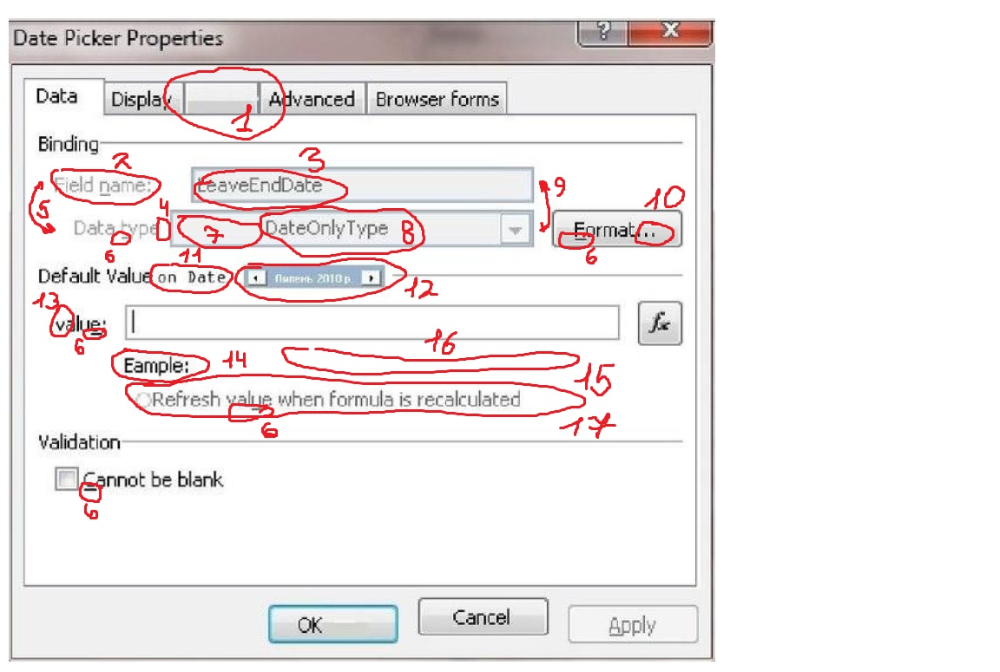 Date Picker Properties ? X
Data Display 1 Advanced Browser forms
Binding
2 3
Field name: LeaveEndDate 9
5 4 10
Data type 7 DateOnlyType 8 Format...
6 11 6
Default Value on Date Липень 2010 р. 12
13
value: fx
6 16
Eample: 14 15
Refresh value when formula is recalculated
6 17
Validation
Cannot be blank
6
OK Cancel Apply